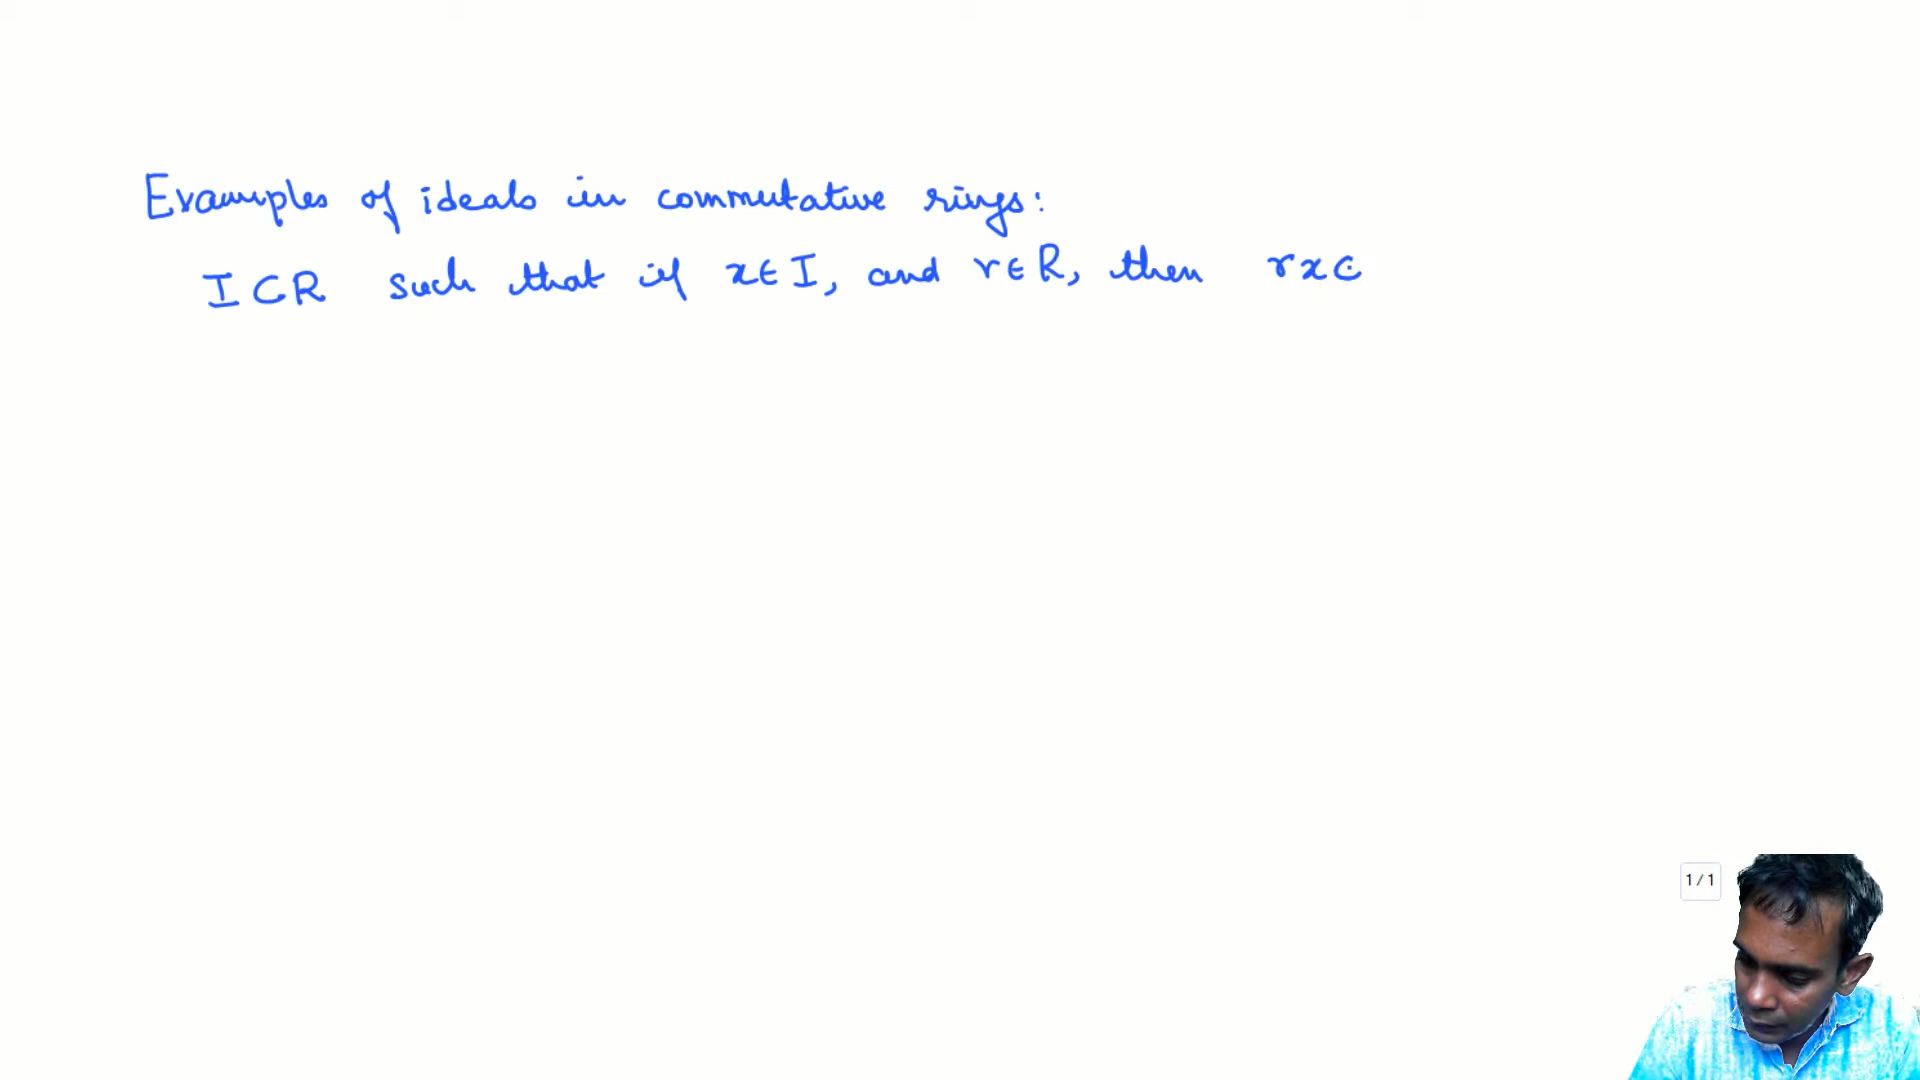 Examples of ideals in commutative rings:
I ⊂ R such that if x ∈ I, and r ∈ R, then rx ∈
1 / 1